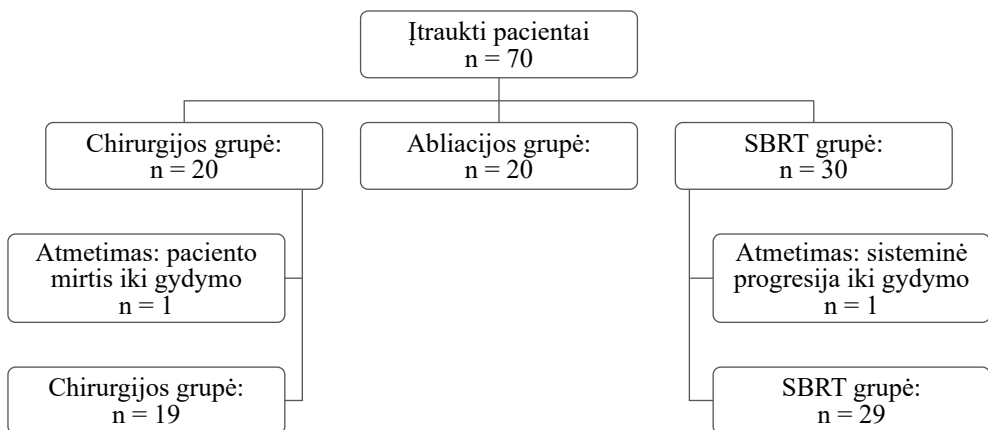 Įtraukti pacientai
n = 70
Chirurgijos grupė:
n = 20
Abliacijos grupė:
n = 20
SBRT grupė:
n = 30
Atmetimas: paciento
mirtis iki gydymo
n = 1
Atmetimas: sisteminė
progresija iki gydymo
n = 1
Chirurgijos grupė:
n = 19
SBRT grupė:
n = 29